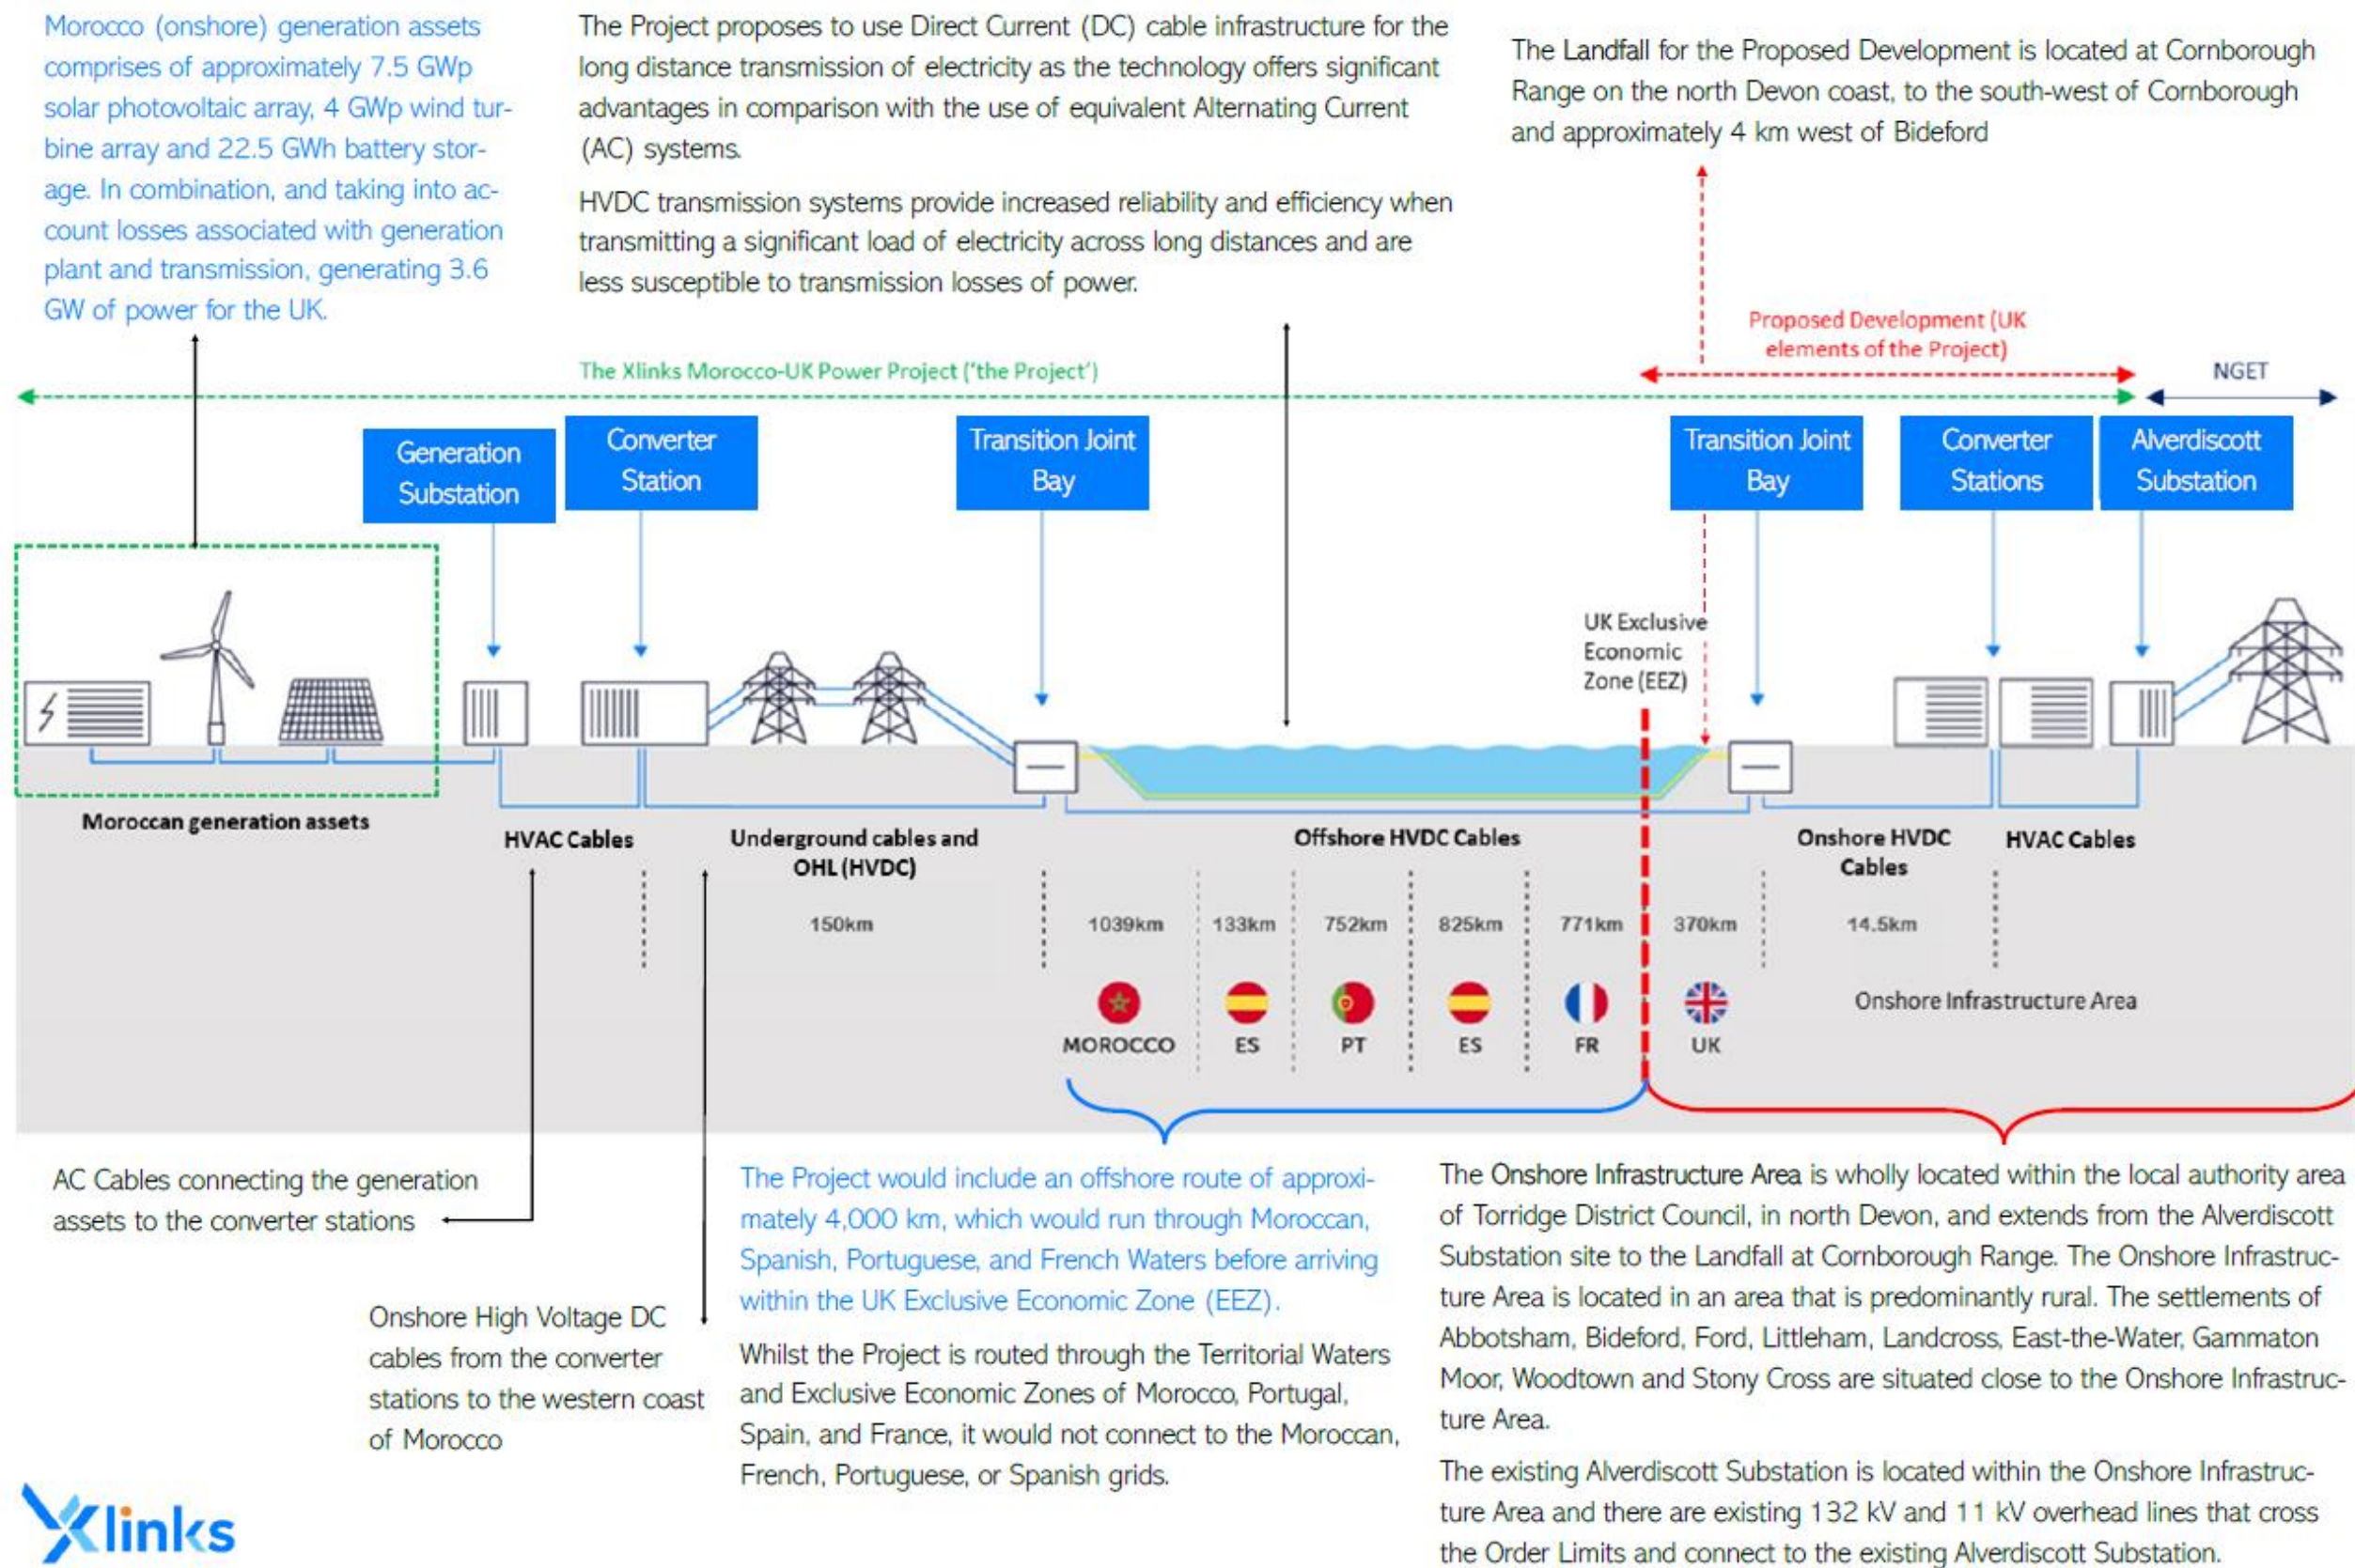 Morocco (onshore) generation assets
comprises of approximately 7.5 GWp
solar photovoltaic array, 4 GWp wind tur-
bine array and 22.5 GWh battery stor-
age. In combination, and taking into ac-
count losses associated with generation
plant and transmission, generating 3.6
GW of power for the UK.
The Project proposes to use Direct Current (DC) cable infrastructure for the
long distance transmission of electricity as the technology offers significant
advantages in comparison with the use of equivalent Alternating Current
(AC) systems.
HVDC transmission systems provide increased reliability and efficiency when
transmitting a significant load of electricity across long distances and are
less susceptible to transmission losses of power.
The Landfall for the Proposed Development is located at Cornborough
Range on the north Devon coast, to the south-west of Cornborough
and approximately 4 km west of Bideford
Proposed Development (UK
elements of the Project)
The Xlinks Morocco-UK Power Project ('the Project')
NGET
Generation
Substation
Converter
Station
Transition Joint
Bay
Transition Joint
Bay
Converter
Stations
Alverdiscott
Substation
UK Exclusive
Economic
Zone (EEZ)
Moroccan generation assets
HVAC Cables
Underground cables and
OHL (HVDC)
Offshore HVDC Cables
Onshore HVDC
Cables
HVAC Cables
150km
1039km
133km
752km
825km
771km
370km
14.5km
MOROCCO
ES
PT
ES
FR
UK
Onshore Infrastructure Area
AC Cables connecting the generation
assets to the converter stations
Onshore High Voltage DC
cables from the converter
stations to the western coast
of Morocco
The Project would include an offshore route of approxi-
mately 4,000 km, which would run through Moroccan,
Spanish, Portuguese, and French Waters before arriving
within the UK Exclusive Economic Zone (EEZ).
Whilst the Project is routed through the Territorial Waters
and Exclusive Economic Zones of Morocco, Portugal,
Spain, and France, it would not connect to the Moroccan,
French, Portuguese, or Spanish grids.
The Onshore Infrastructure Area is wholly located within the local authority area
of Torridge District Council, in north Devon, and extends from the Alverdiscott
Substation site to the Landfall at Cornborough Range. The Onshore Infrastruc-
ture Area is located in an area that is predominantly rural. The settlements of
Abbotsham, Bideford, Ford, Littleham, Landcross, East-the-Water, Gammaton
Moor, Woodtown and Stony Cross are situated close to the Onshore Infrastruc-
ture Area.
The existing Alverdiscott Substation is located within the Onshore Infrastruc-
ture Area and there are existing 132 kV and 11 kV overhead lines that cross
the Order Limits and connect to the existing Alverdiscott Substation.
Xlinks